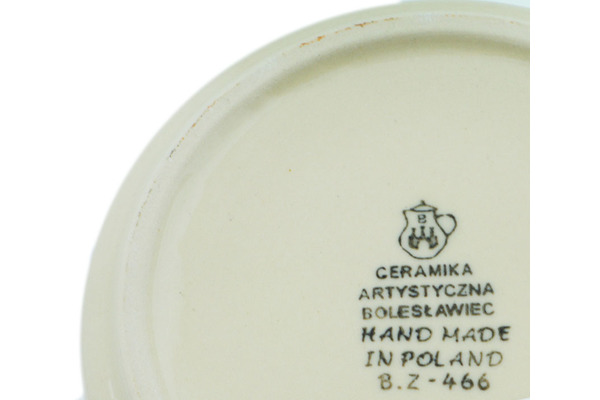 B
CERAMIKA
ARTYSTYCZNA
BOLESŁAWIEC
HAND MADE
IN POLAND
B.Z-466